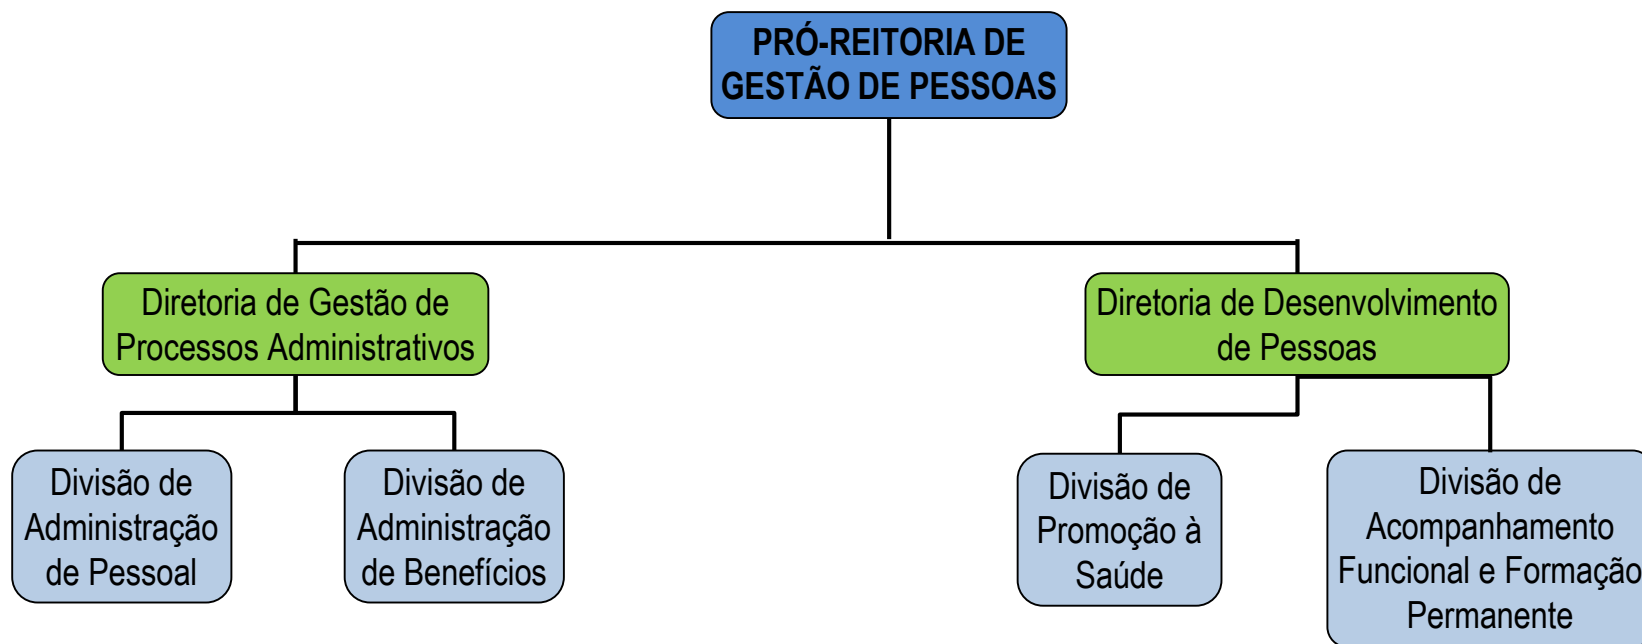 PRÓ-REITORIA DE
GESTÃO DE PESSOAS
Diretoria de Gestão de
Processos Administrativos
Diretoria de Desenvolvimento
de Pessoas
Divisão de
Administração
de Pessoal
Divisão de
Administração
de Benefícios
Divisão de
Promoção à
Saúde
Divisão de
Acompanhamento
Funcional e Formação
Permanente